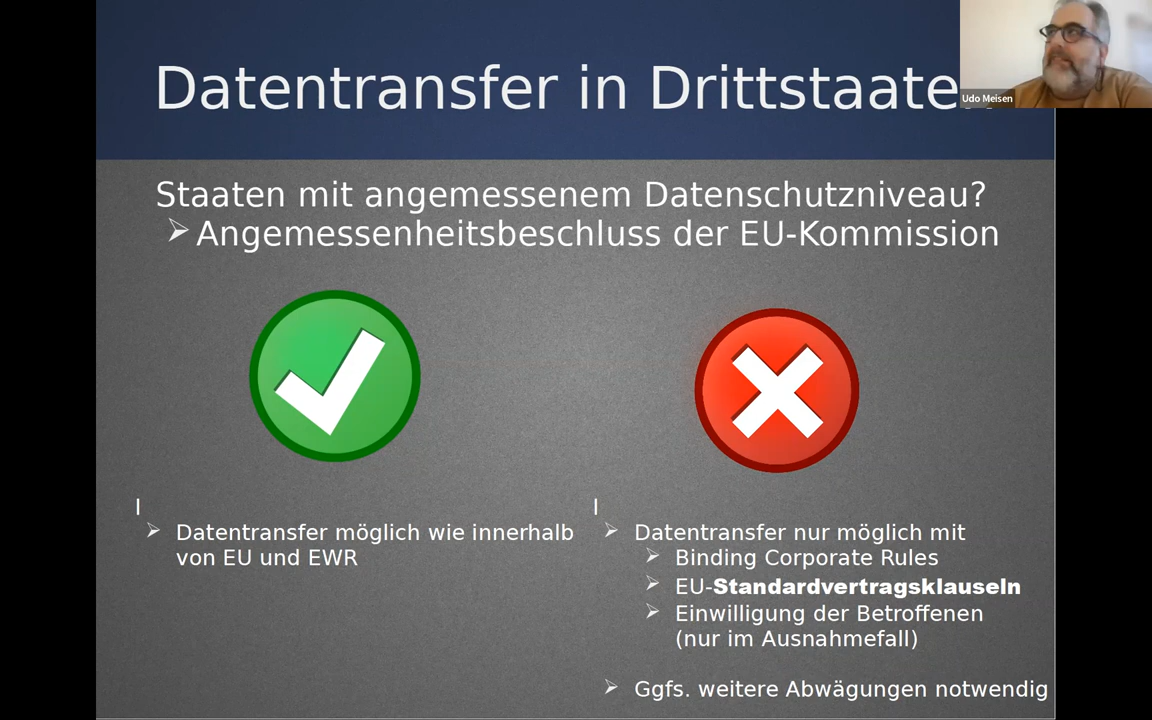 Datentransfer in Drittstaate
Udo Meisen
Staaten mit angemessenem Datenschutzniveau?
➢ Angemessenheitsbeschluss der EU-Kommission
l
➢ Datentransfer möglich wie innerhalb
von EU und EWR
l
➢ Datentransfer nur möglich mit
➢ Binding Corporate Rules
➢ EU-Standardvertragsklauseln
➢ Einwilligung der Betroffenen
(nur im Ausnahmefall)
➢ Ggfs. weitere Abwägungen notwendig